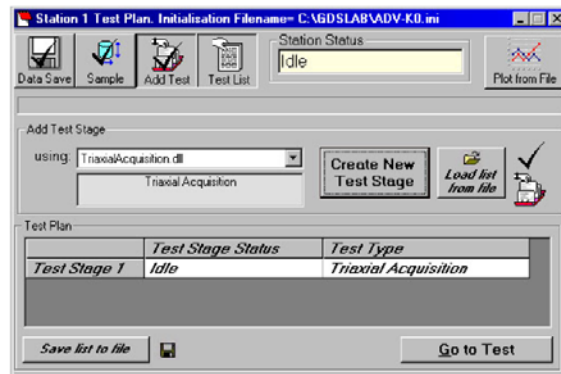 Station 1 Test Plan. Initialisation Filename= C:\GDSLAB\ADV-K0.ini
Station Status
Idle
Data Save
Sample
Add Test
Test List
Plot from File
Add Test Stage
using:
TriaxialAcquisition.dll
Triaxial Acquisition
Create New
Test Stage
Load list
from file
Test Plan
Test Stage Status
Test Type
Test Stage 1
Idle
Triaxial Acquisition
Save list to file
Go to Test